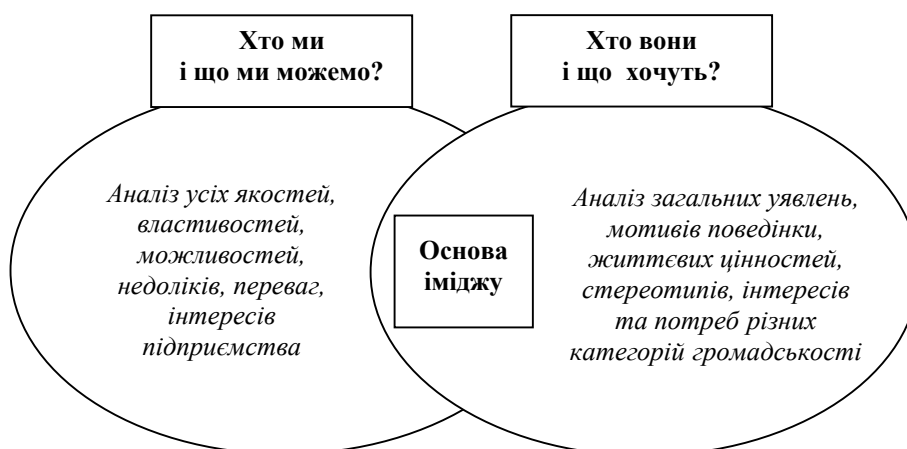 Хто ми
і що ми можемо?
Хто вони
і що хочуть?
Аналіз усіх якостей,
властивостей,
можливостей,
недоліків, переваг,
інтересів
підприємства
Основа
іміджу
Аналіз загальних уявлень,
мотивів поведінки,
життєвих цінностей,
стереотипів, інтересів
та потреб різних
категорій громадськості